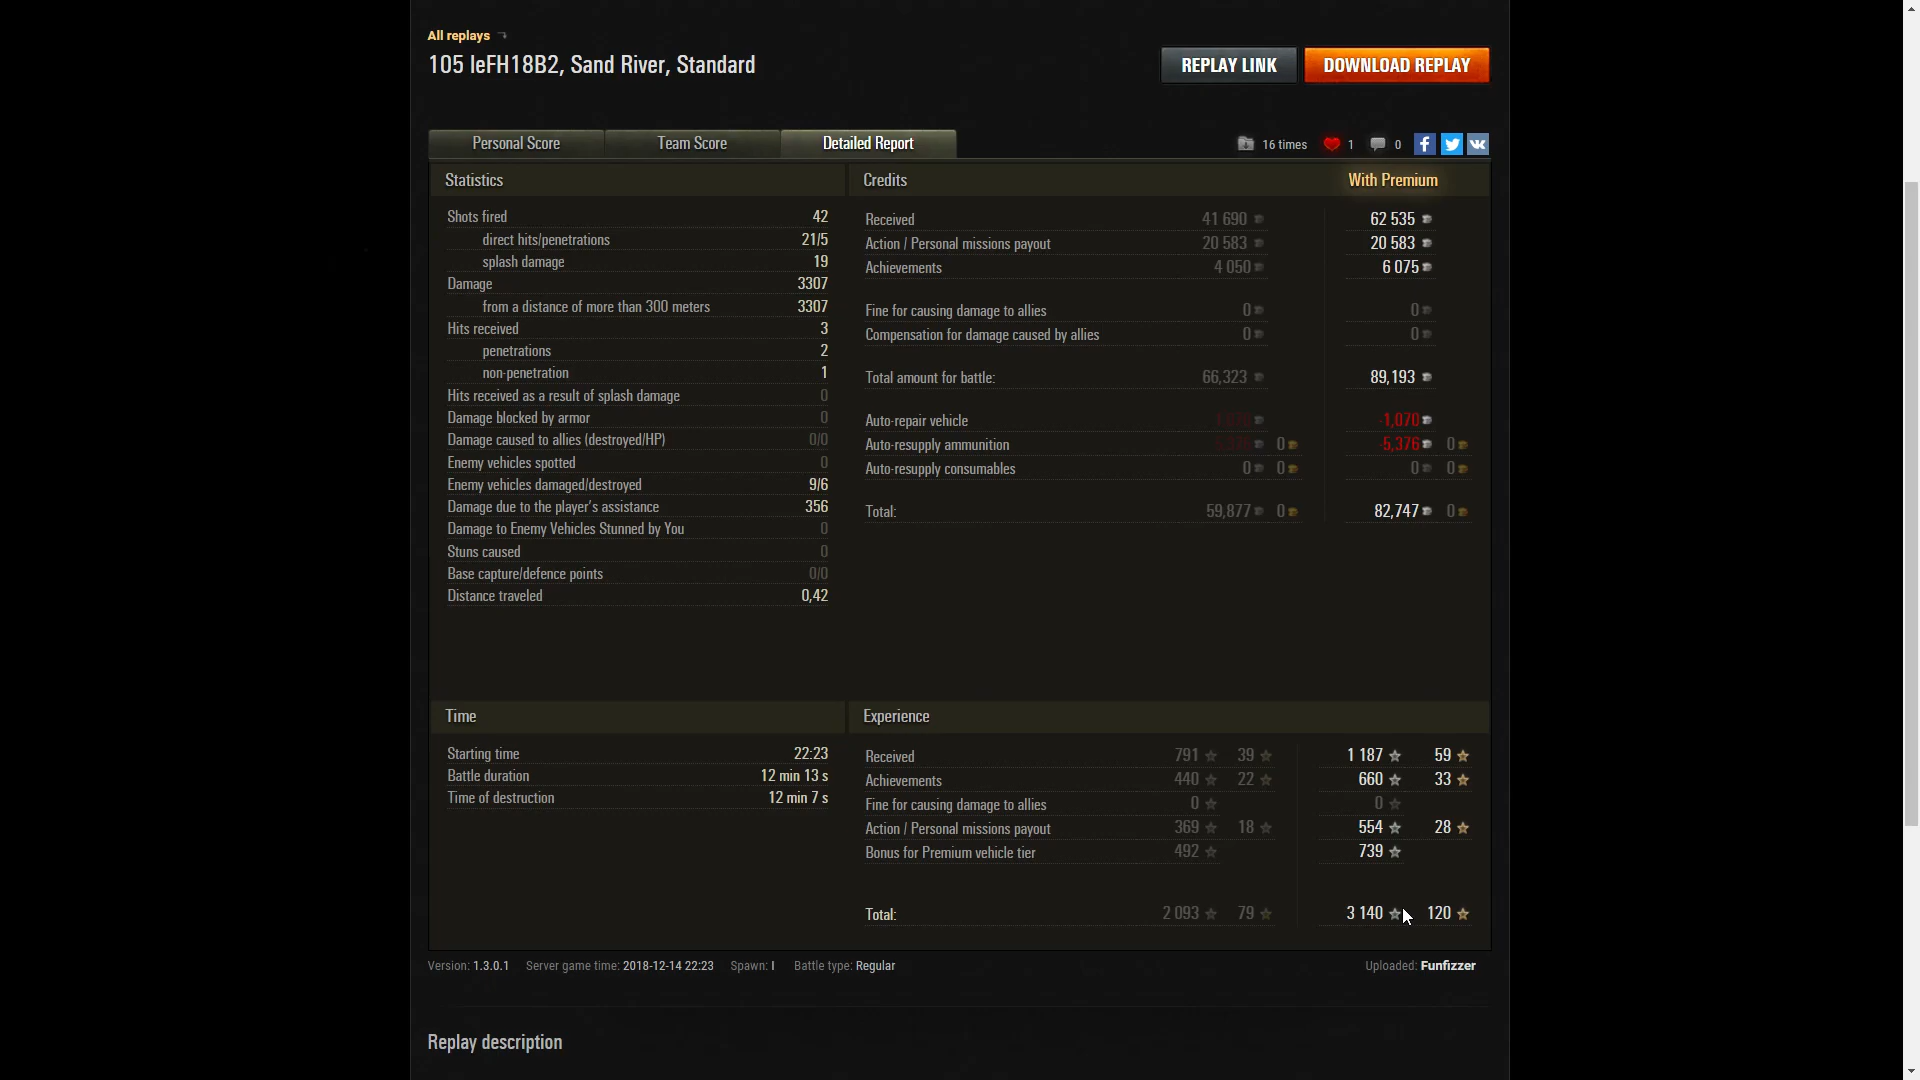 All replays
105 leFH18B2, Sand River, Standard
REPLAY LINK
DOWNLOAD REPLAY
Personal Score
Team Score
Detailed Report
16 times
1
0
Statistics
Shots fired 42
direct hits/penetrations 21/5
splash damage 19
Damage 3307
from a distance of more than 300 meters 3307
Hits received 3
penetrations 2
non-penetration 1
Hits received as a result of splash damage 0
Damage blocked by armor 0
Damage caused to allies (destroyed/HP) 0/0
Enemy vehicles spotted 0
Enemy vehicles damaged/destroyed 9/6
Damage due to the player's assistance 356
Damage to Enemy Vehicles Stunned by You 0
Stuns caused 0
Base capture/defence points 0/0
Distance traveled 0,42
Credits With Premium
Received 41 690 62 535
Action / Personal missions payout 20 583 20 583
Achievements 4 050 6 075
Fine for causing damage to allies 0 0
Compensation for damage caused by allies 0 0
Total amount for battle: 66,323 89,193
Auto-repair vehicle -1,070 -1,070
Auto-resupply ammunition -5,376 0 -5,376 0
Auto-resupply consumables 0 0 0 0
Total: 59,877 0 82,747 0
Time
Starting time 22:23
Battle duration 12 min 13 s
Time of destruction 12 min 7 s
Experience
Received 791 39 1 187 59
Achievements 440 22 660 33
Fine for causing damage to allies 0 0
Action / Personal missions payout 369 18 554 28
Bonus for Premium vehicle tier 492 739
Total: 2 093 79 3 140 120
Version: 1.3.0.1 Server game time: 2018-12-14 22:23 Spawn: I Battle type: Regular
Uploaded: Funfizzer
Replay description